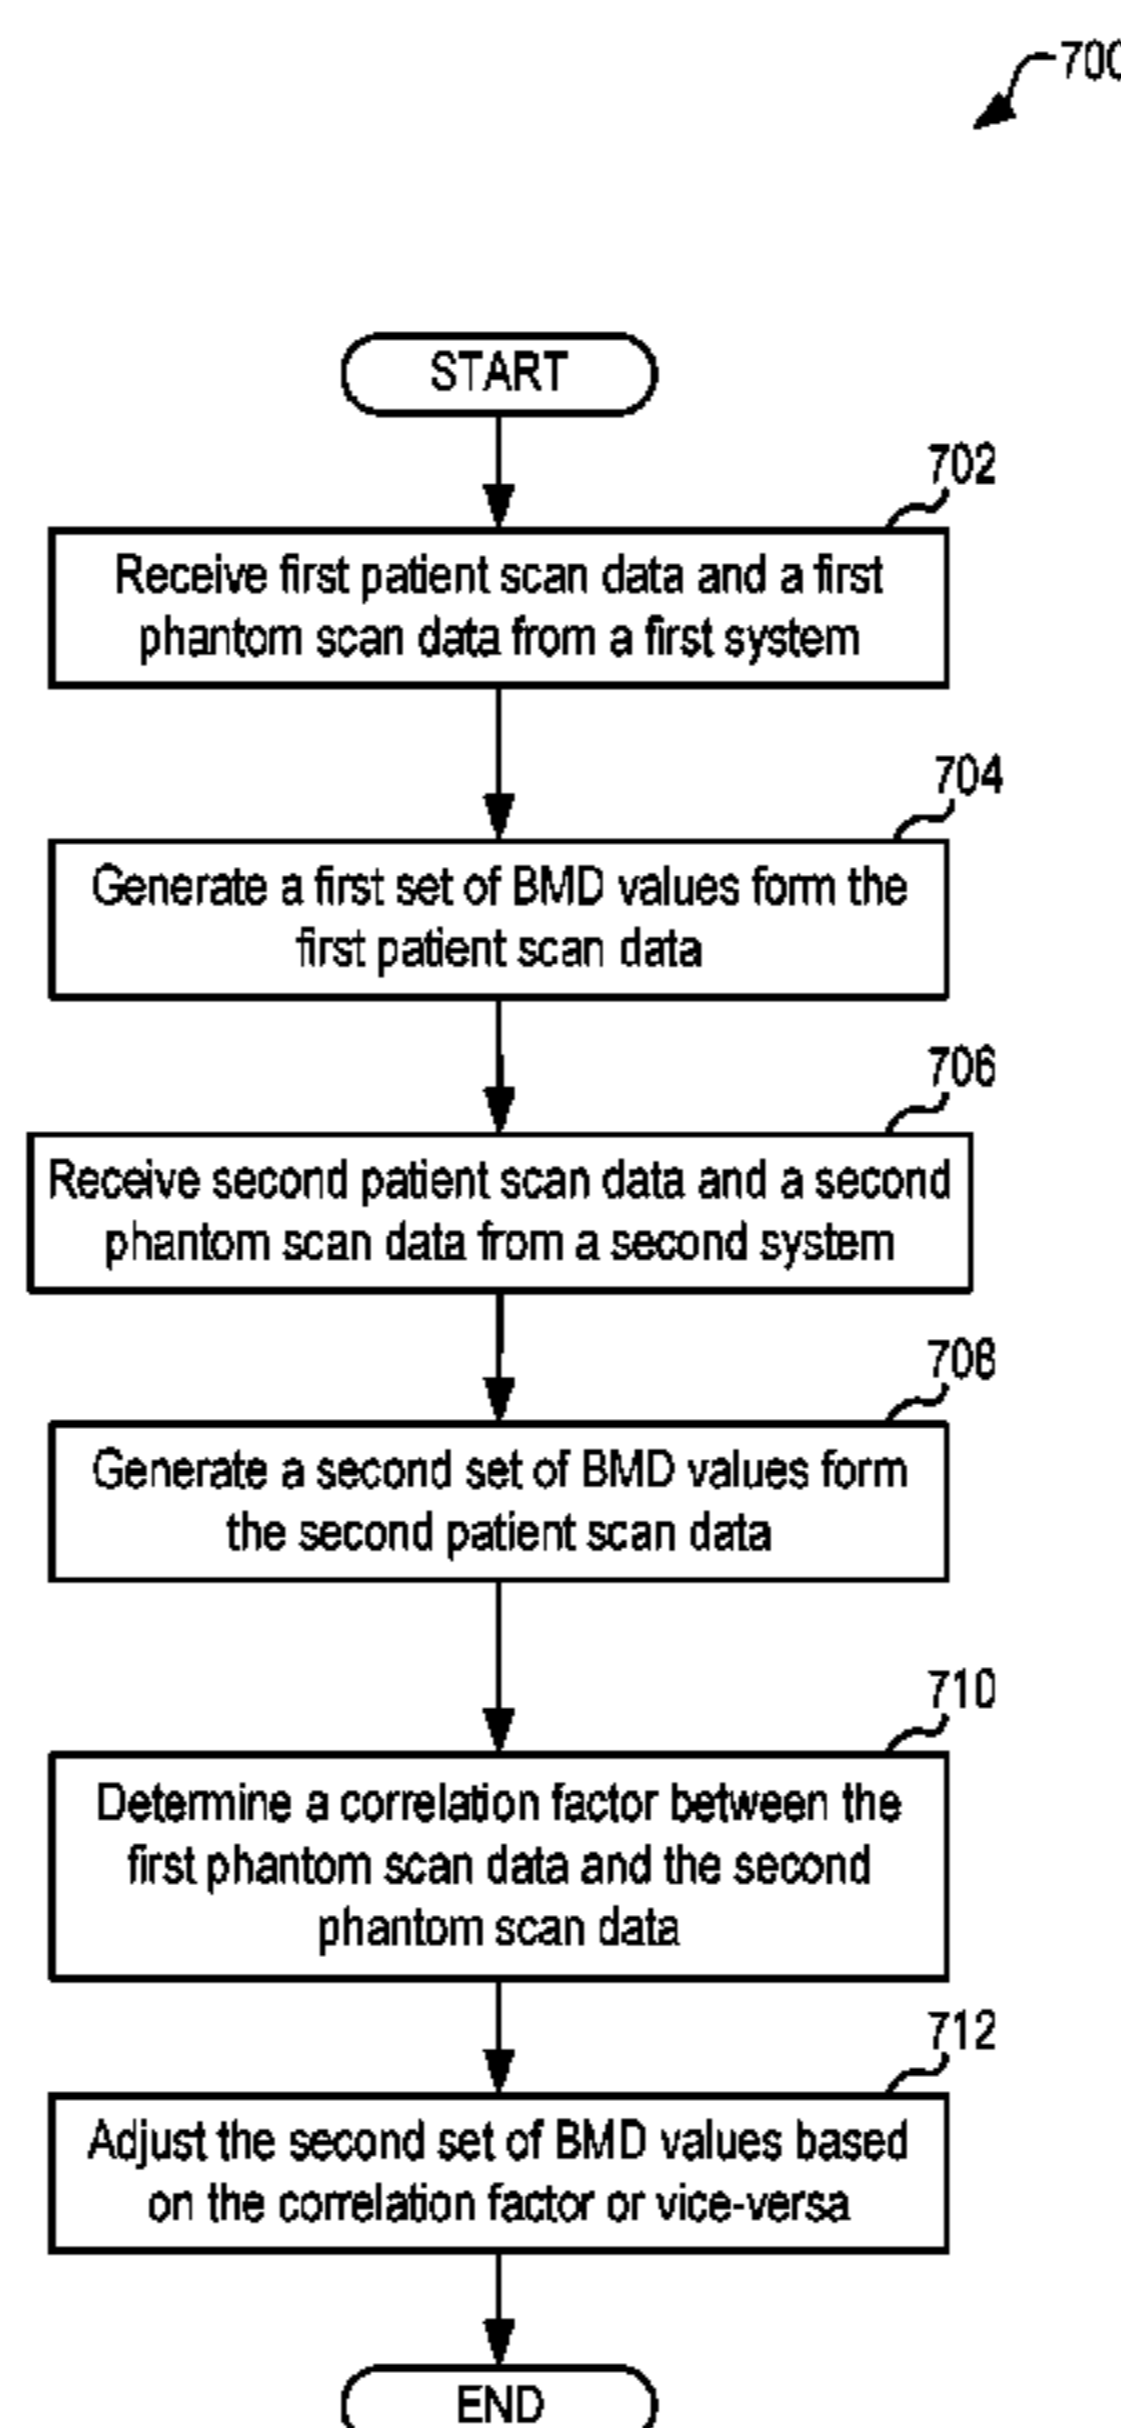 700
START
702
Receive first patient scan data and a first
phantom scan data from a first system
704
Generate a first set of BMD values form the
first patient scan data
706
Receive second patient scan data and a second
phantom scan data from a second system
708
Generate a second set of BMD values form
the second patient scan data
710
Determine a correlation factor between the
first phantom scan data and the second
phantom scan data
712
Adjust the second set of BMD values based
on the correlation factor or vice-versa
END